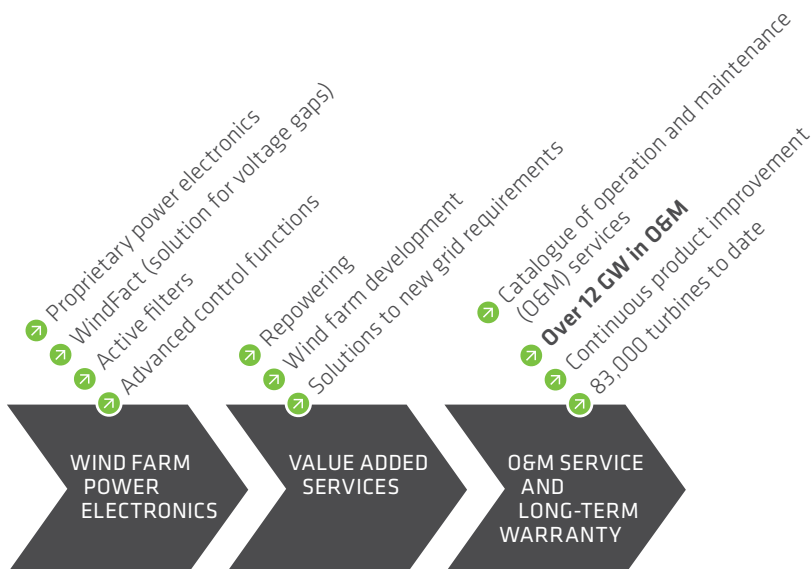 Proprietary power electronics
WindFact (solution for voltage gaps)
Active filters
Advanced control functions
WIND FARM
POWER
ELECTRONICS
Repowering
Wind farm development
Solutions to new grid requirements
VALUE ADDED
SERVICES
Catalogue of operation and maintenance
(O&M) services
Over 12 GW in O&M
Continuous product improvement
83,000 turbines to date
O&M SERVICE
AND
LONG-TERM
WARRANTY